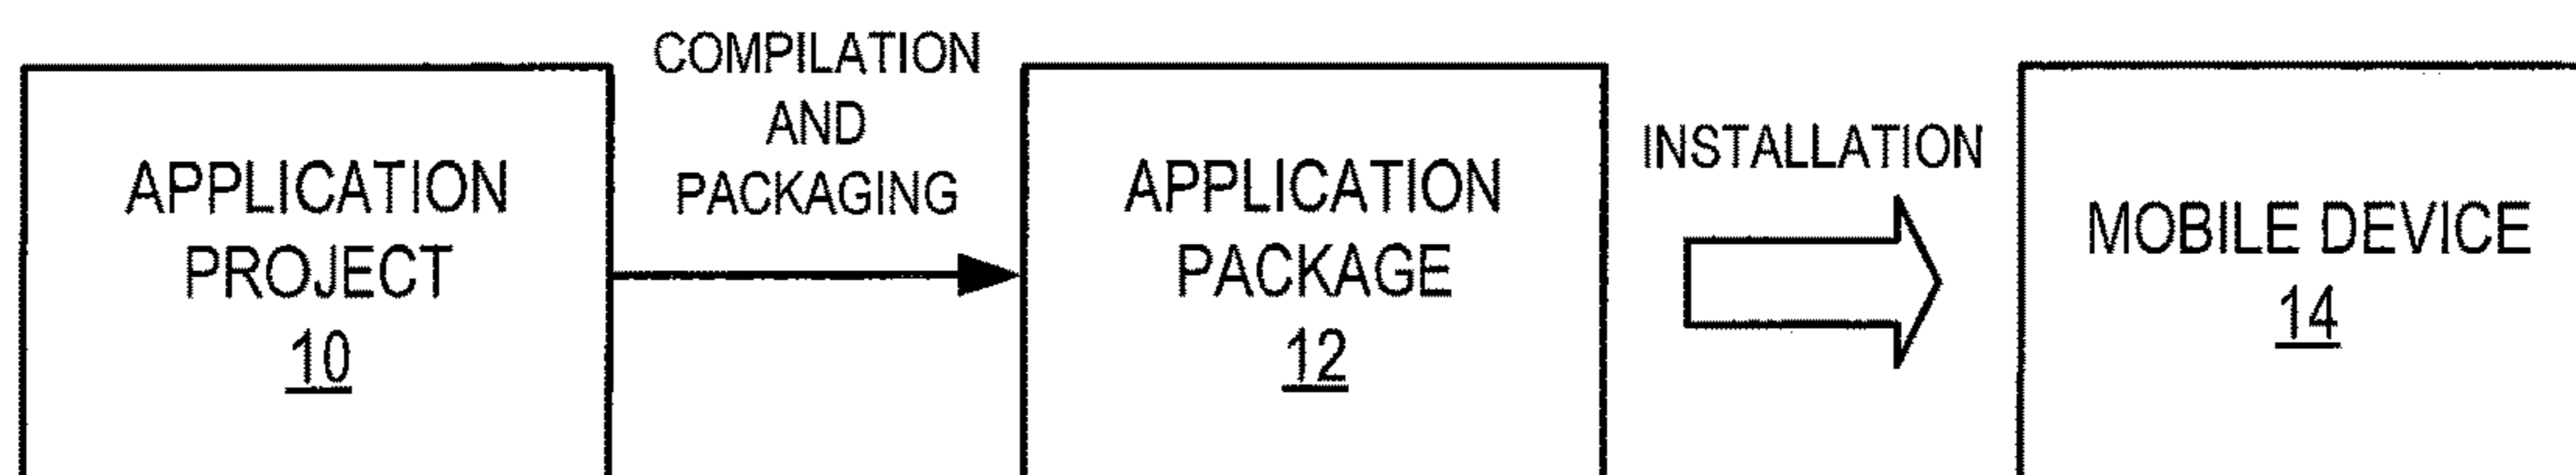 APPLICATION
PROJECT
10
COMPILATION
AND
PACKAGING
APPLICATION
PACKAGE
12
INSTALLATION
MOBILE DEVICE
14